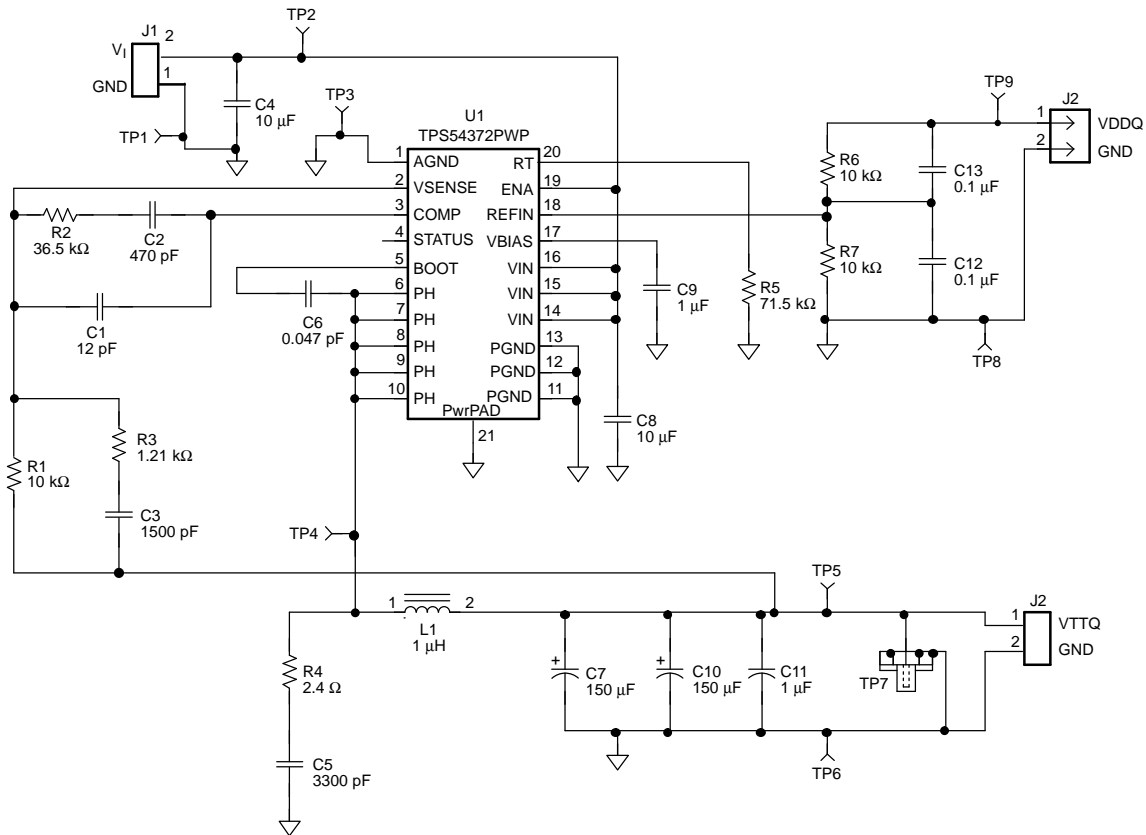 J1
VI
2
1
GND
TP1
C4
10 µF
TP2
TP3
U1
TPS54372PWP
1
AGND
2
VSENSE
3
COMP
4
STATUS
5
BOOT
6
PH
7
PH
8
PH
9
PH
10
PH
20
RT
19
ENA
18
REFIN
17
VBIAS
16
VIN
15
VIN
14
VIN
13
PGND
12
PGND
11
PGND
PwrPAD
21
R2
36.5 kΩ
C2
470 pF
C1
12 pF
C6
0.047 pF
R3
1.21 kΩ
R1
10 kΩ
C3
1500 pF
C9
1 µF
R5
71.5 kΩ
C8
10 µF
TP9
J2
1
VDDQ
2
GND
R6
10 kΩ
C13
0.1 µF
R7
10 kΩ
C12
0.1 µF
TP8
TP4
1
2
L1
1 µH
R4
2.4 Ω
C5
3300 pF
+
C7
150 µF
+
C10
150 µF
C11
1 µF
TP5
TP7
TP6
J2
1
VTTQ
2
GND